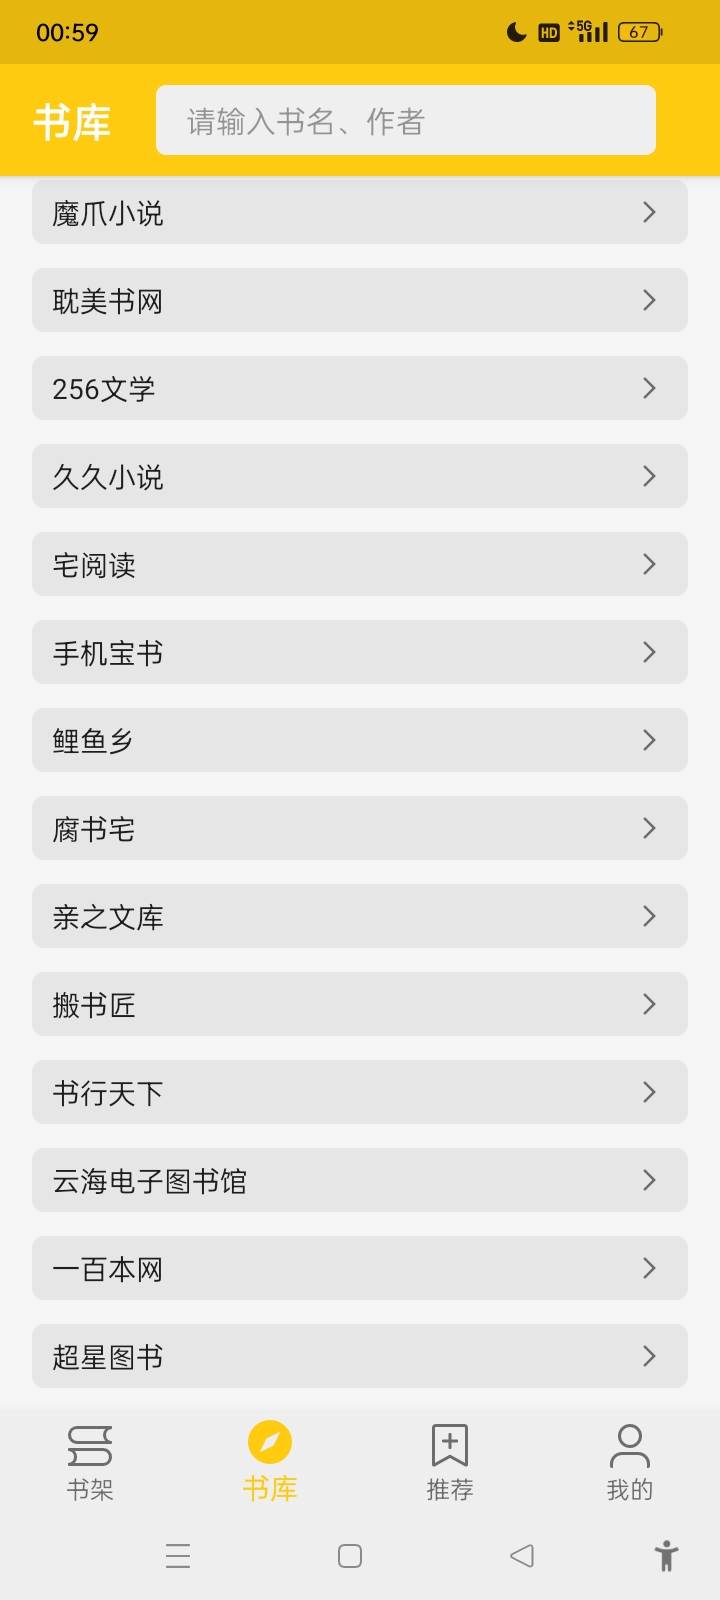 00:59
HD
5G
67
书库
请输入书名、作者
魔爪小说
耽美书网
256文学
久久小说
宅阅读
手机宝书
鲤鱼乡
腐书宅
亲之文库
搬书匠
书行天下
云海电子图书馆
一百本网
超星图书
书架
书库
推荐
我的